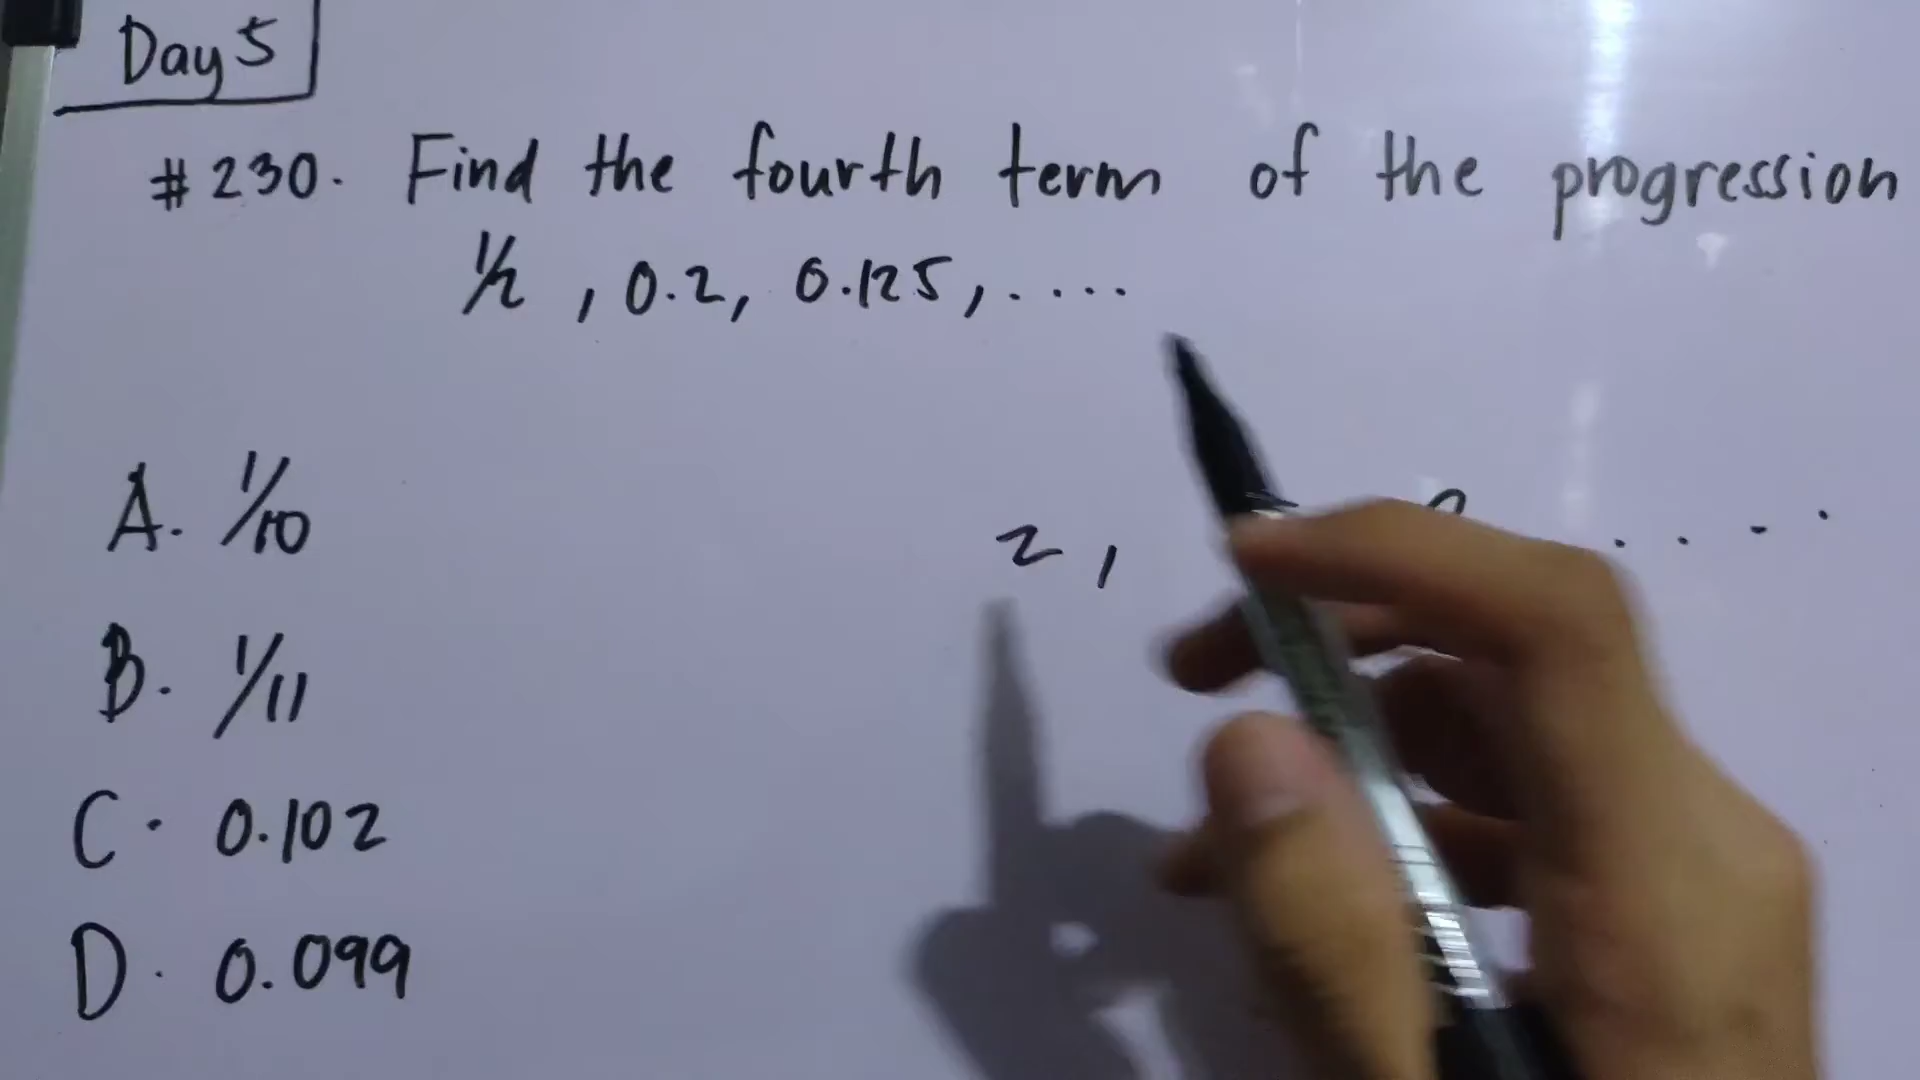 Day 5
#230. Find the fourth term of the progression
1/2, 0.2, 0.125, ....
A. 1/10
2, ....
B. 1/11
C. 0.102
D. 0.099